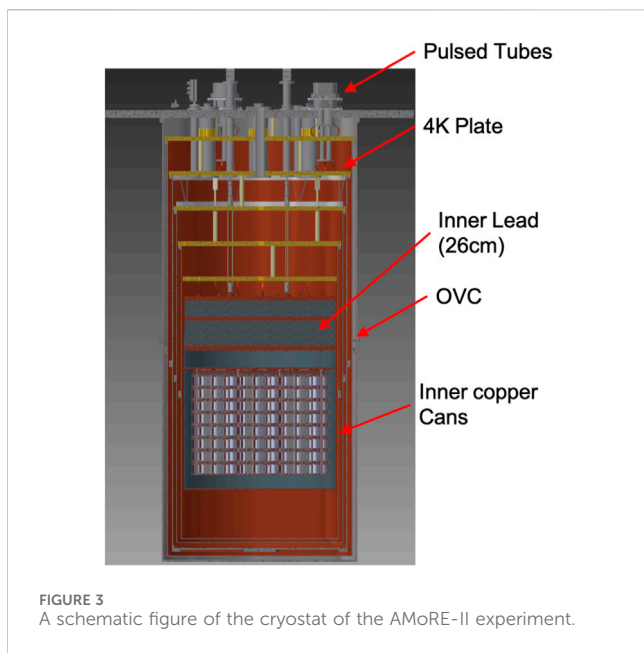 Pulsed Tubes
4K Plate
Inner Lead
(26cm)
OVC
Inner copper
Cans
FIGURE 3
A schematic figure of the cryostat of the AMoRE-II experiment.